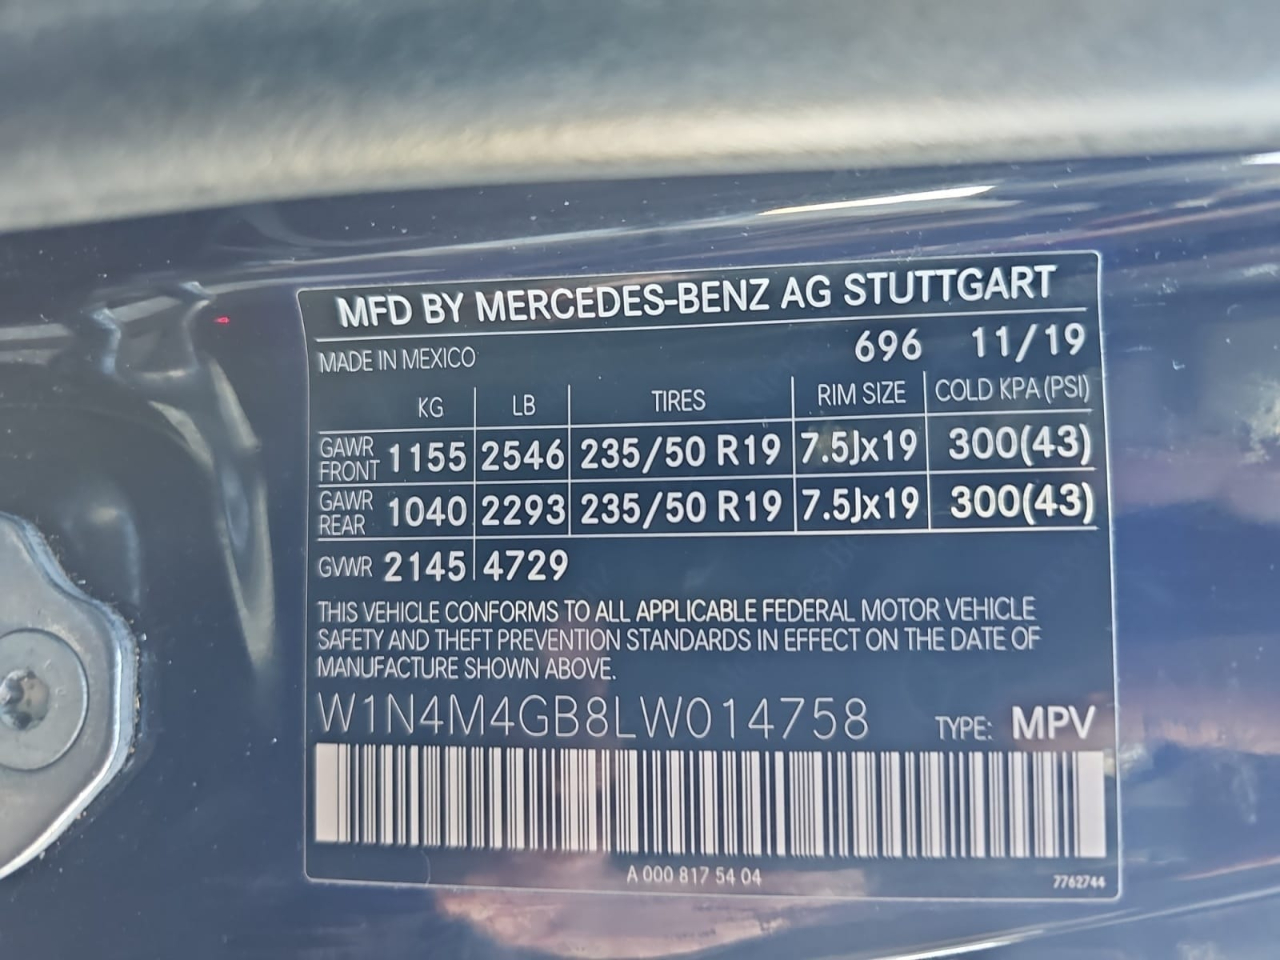 MFD BY MERCEDES-BENZ AG STUTTGART
MADE IN MEXICO 696 11/19
KG LB TIRES RIM SIZE COLD KPA (PSI)
GAWR FRONT 1155 2546 235/50 R19 7.5Jx19 300(43)
GAWR REAR 1040 2293 235/50 R19 7.5Jx19 300(43)
GVWR 2145 4729
THIS VEHICLE CONFORMS TO ALL APPLICABLE FEDERAL MOTOR VEHICLE
SAFETY AND THEFT PREVENTION STANDARDS IN EFFECT ON THE DATE OF
MANUFACTURE SHOWN ABOVE.
W1N4M4GB8LW014758 TYPE: MPV
A 000 817 54 04
7762744